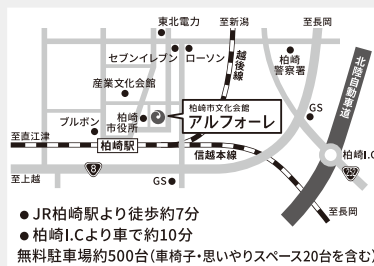 東北電力
至新潟
至長岡
セブンイレブン
ローソン
越後線
柏崎
警察署
北陸自動車道
産業文化会館
柏崎市文化会館
アルフォーレ
柏崎
市役所
ブルボン
GS
至直江津
柏崎駅
信越本線
柏崎I.C
8
252
至上越
GS
至長岡
●JR柏崎駅より徒歩約7分
●柏崎I.Cより車で約10分
無料駐車場約500台(車椅子・思いやりスペース20台を含む)